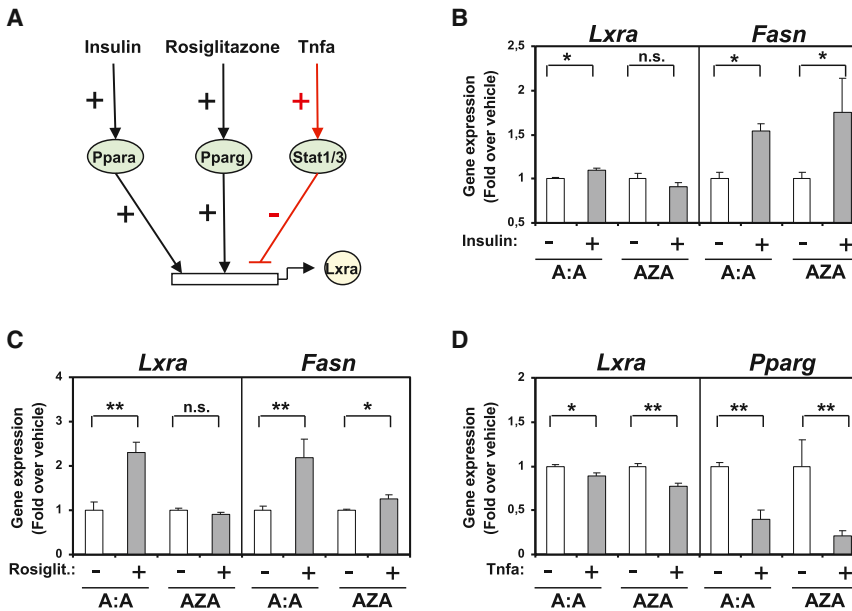 A
Insulin Rosiglitazone Tnfa
+ + +
Ppara Pparg Stat1/3
+ + -
Lxra
B
Lxra Fasn
2,5
2
1,5
1
0,5
Gene expression
(Fold over vehicle)
* n.s. * *
Insulin: - + - + - + - +
A:A AZA A:A AZA
C
Lxra Fasn
4
3
2
1
0
Gene expression
(Fold over vehicle)
** n.s. ** *
Rosiglit.: - + - + - + - +
A:A AZA A:A AZA
D
Lxra Pparg
2
1,5
1
0,5
0
Gene expression
(Fold over vehicle)
* ** ** **
Tnfa: - + - + - + - +
A:A AZA A:A AZA